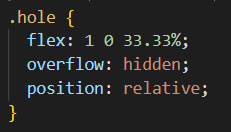 .hole {
flex: 1 0 33.33%;
overflow: hidden;
position: relative;
}